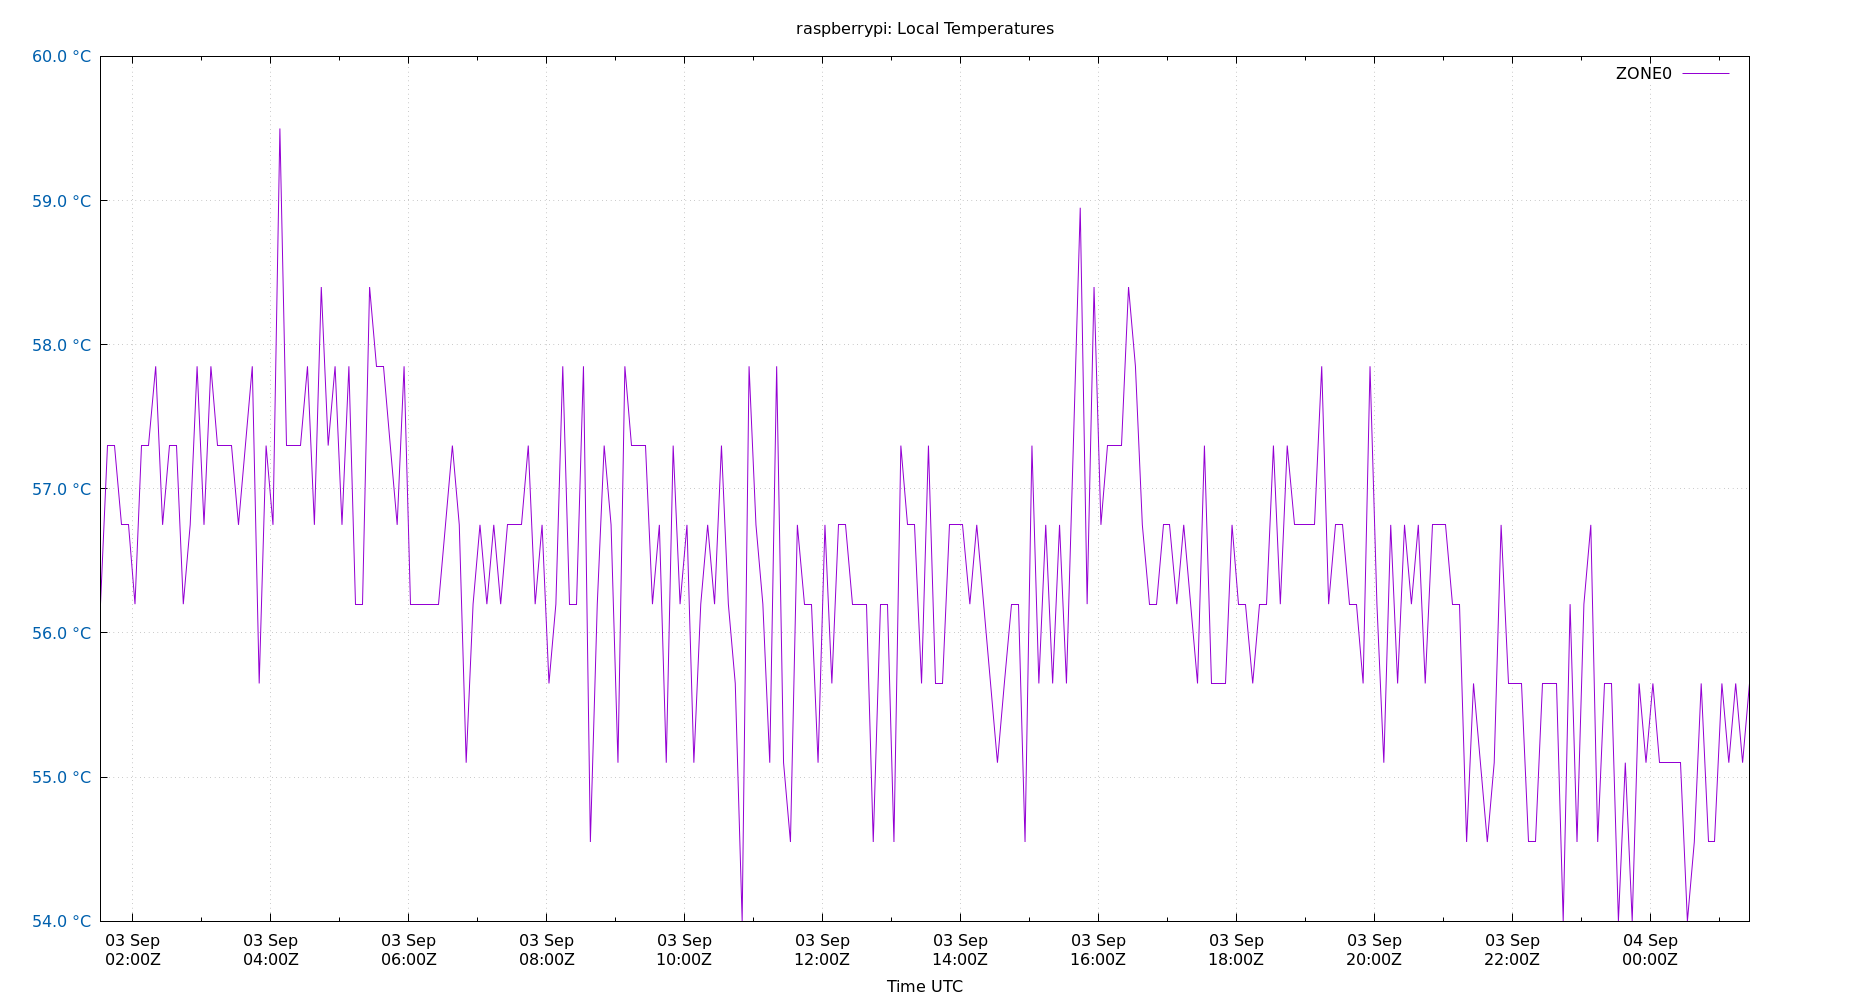 raspberrypi: Local Temperatures
60.0 °C
ZONE0
59.0 °C
58.0 °C
57.0 °C
56.0 °C
55.0 °C
54.0 °C
03 Sep 03 Sep 03 Sep 03 Sep 03 Sep 03 Sep 03 Sep 03 Sep 03 Sep 03 Sep 03 Sep 04 Sep
02:00Z 04:00Z 06:00Z 08:00Z 10:00Z 12:00Z 14:00Z 16:00Z 18:00Z 20:00Z 22:00Z 00:00Z
Time UTC